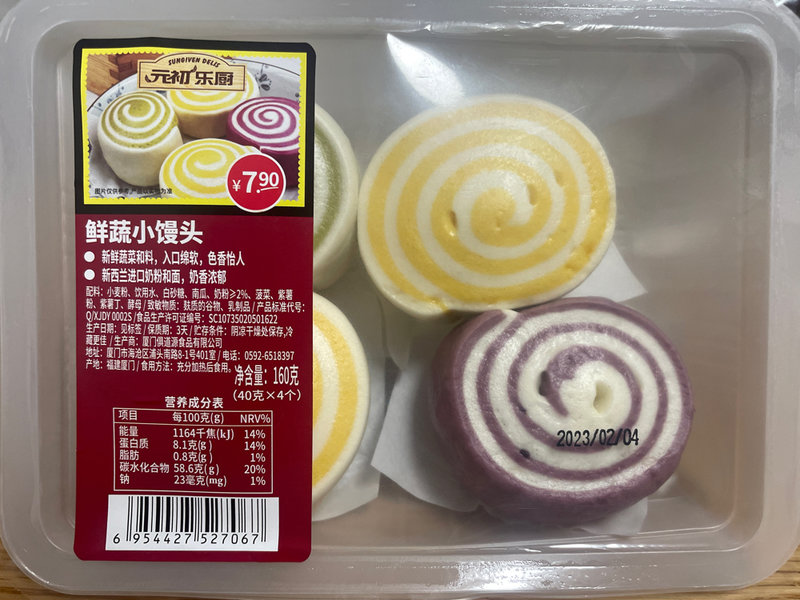 SUNGIVEN DELIS
元初乐厨
图片仅供参考,产品以实物为准
¥7.90
鲜蔬小馒头
● 新鲜蔬菜和料，入口绵软，色香怡人
● 新西兰进口奶粉和面，奶香浓郁
配料：小麦粉、饮用水、白砂糖、南瓜、奶粉≥2%、菠菜、紫薯
粉、紫薯丁、酵母 / 致敏物质：麸质的谷物、乳制品 / 产品标准代号：
Q/XJDY 0002S /食品生产许可证编号：SC10735020501622
生产日期：见标签 / 保质期：3天 / 贮存条件：阴凉干燥处保存,冷
藏更佳 / 生产商：厦门俱道源食品有限公司
地址：厦门市海沧区浦头南路8-1号401室 / 电话：0592-6518397
产地：福建厦门 / 食用方法：充分加热后食用。
净含量：160克
（40克×4个）
营养成分表
项目 每100克(g) NRV%
能量 1164千焦(kJ) 14%
蛋白质 8.1克(g) 14%
脂肪 0.8克(g) 1%
碳水化合物 58.6克(g) 20%
钠 23毫克(mg) 1%
6 954427 527067
2023/02/04